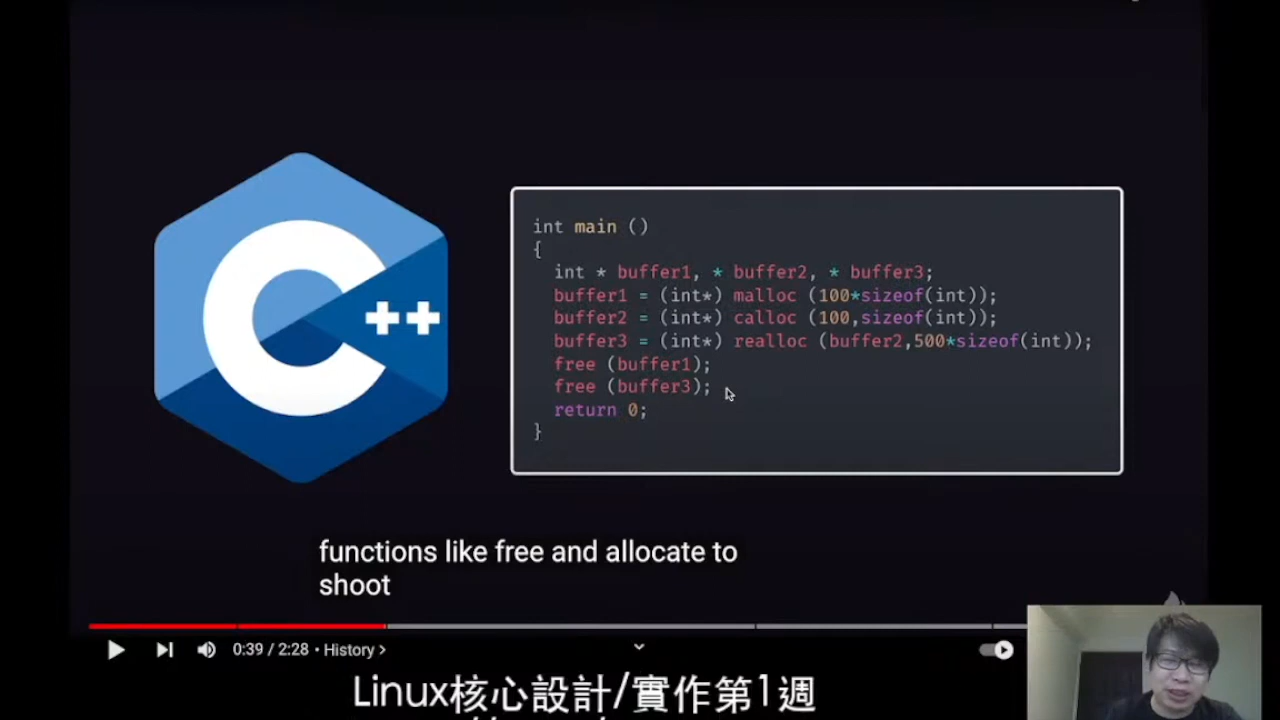 C++
int main ()
{
int * buffer1, * buffer2, * buffer3;
buffer1 = (int*) malloc (100*sizeof(int));
buffer2 = (int*) calloc (100,sizeof(int));
buffer3 = (int*) realloc (buffer2,500*sizeof(int));
free (buffer1);
free (buffer3);
return 0;
}
functions like free and allocate to
shoot
0:39 / 2:28 • History >
Linux核心設計/實作第1週